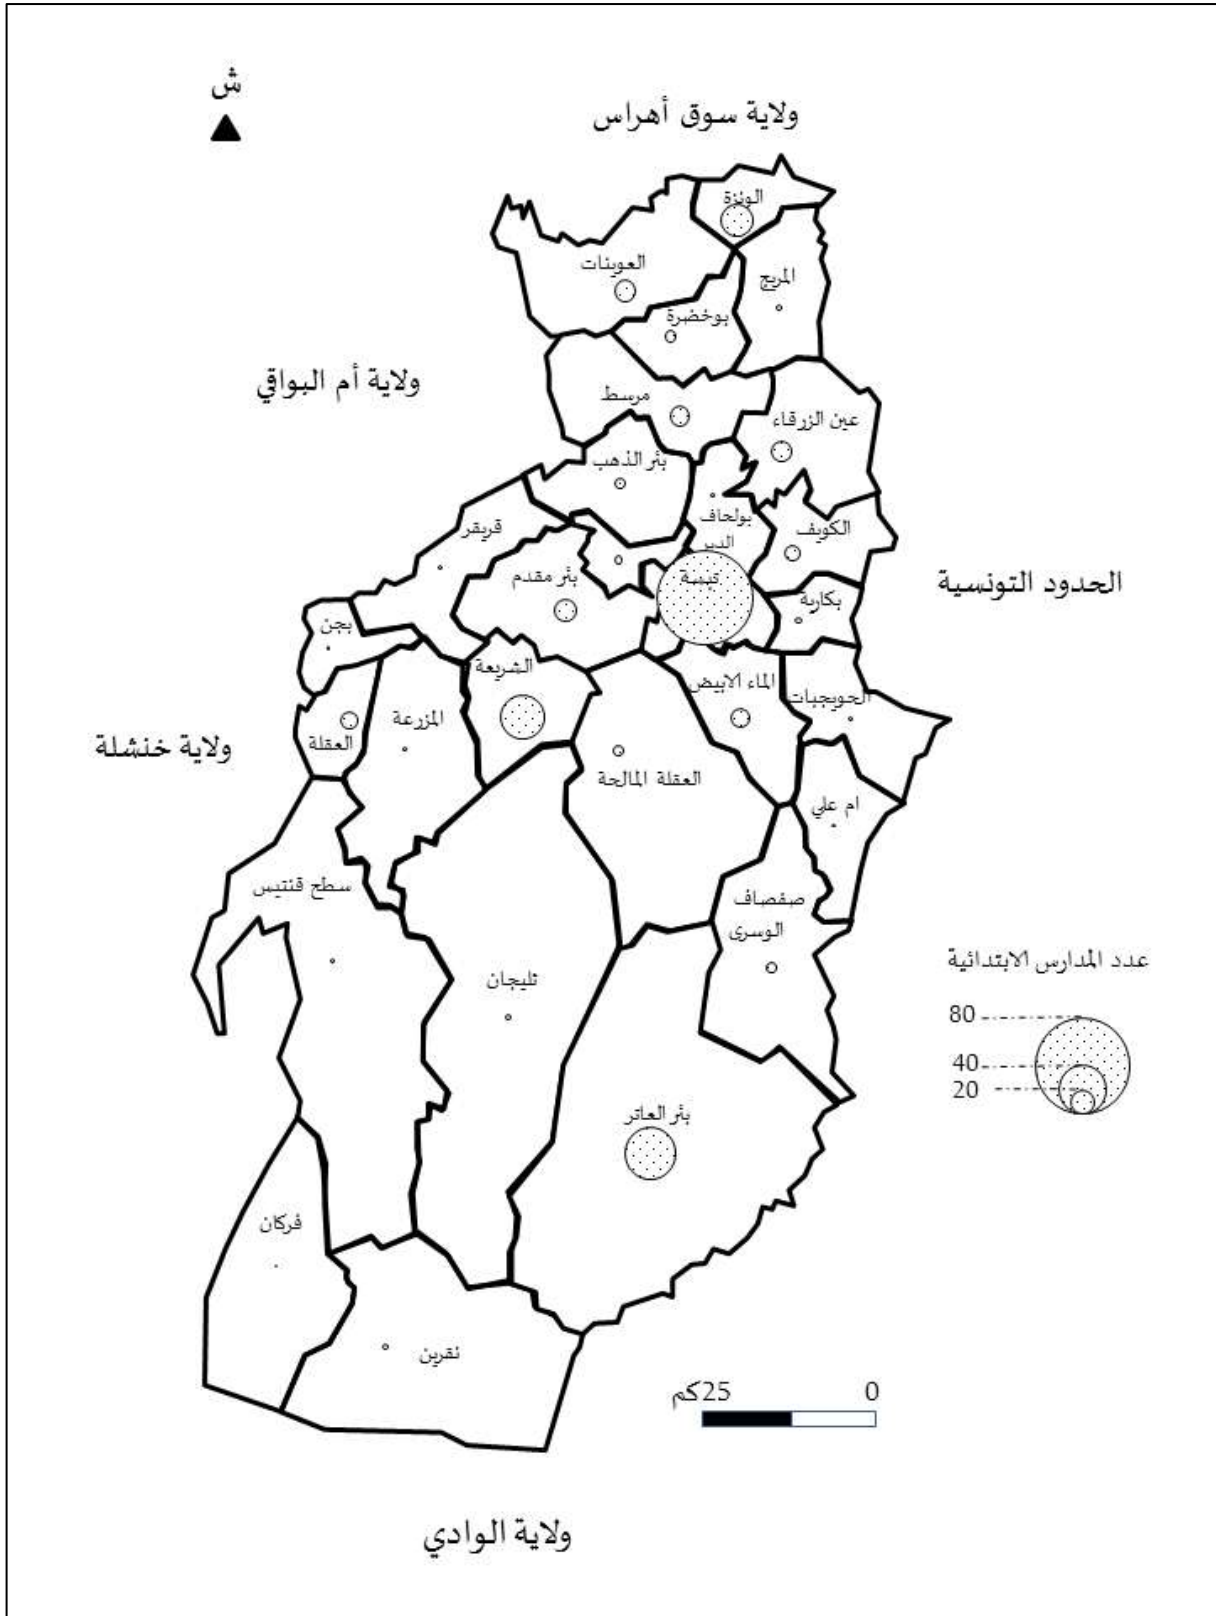 ش
ولاية سوق أهراس
الونزة
العوينات
المريج
بوخضرة
ولاية أم البواقي
مرسط
عين الزرقاء
بئر الذهب
بولحاف
الدير
الكويف
قريقر
بئر مقدم
تبسة
بكارية
الحدود التونسية
بجن
الشريعة
الماء الابيض
الحويجبات
المزرعة
العقلة
ولاية خنشلة
العقلة المالحة
ام علي
سطح قنتيس
صفصاف
الوسرى
ثليجان
عدد المدارس الابتدائية
80
40
20
بئر العاتر
فركان
نقرين
25كم
0
ولاية الوادي